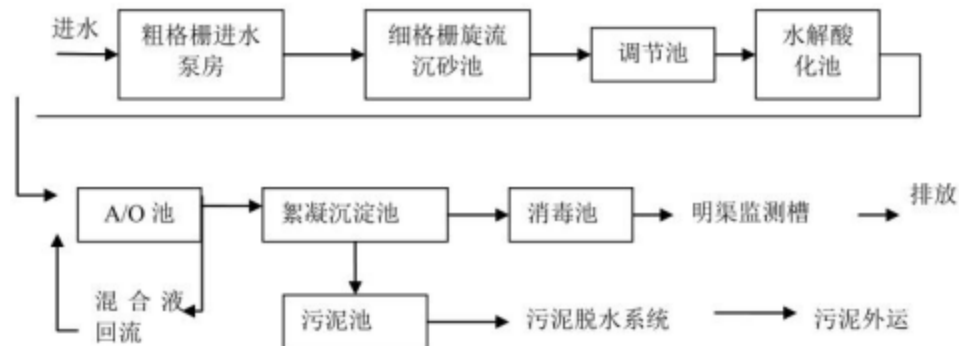 进水
粗格栅进水
泵房
细格栅旋流
沉砂池
调节池
水解酸
化池
A/O 池
絮凝沉淀池
消毒池
明渠监测槽
排放
混合液
回流
污泥池
污泥脱水系统
污泥外运